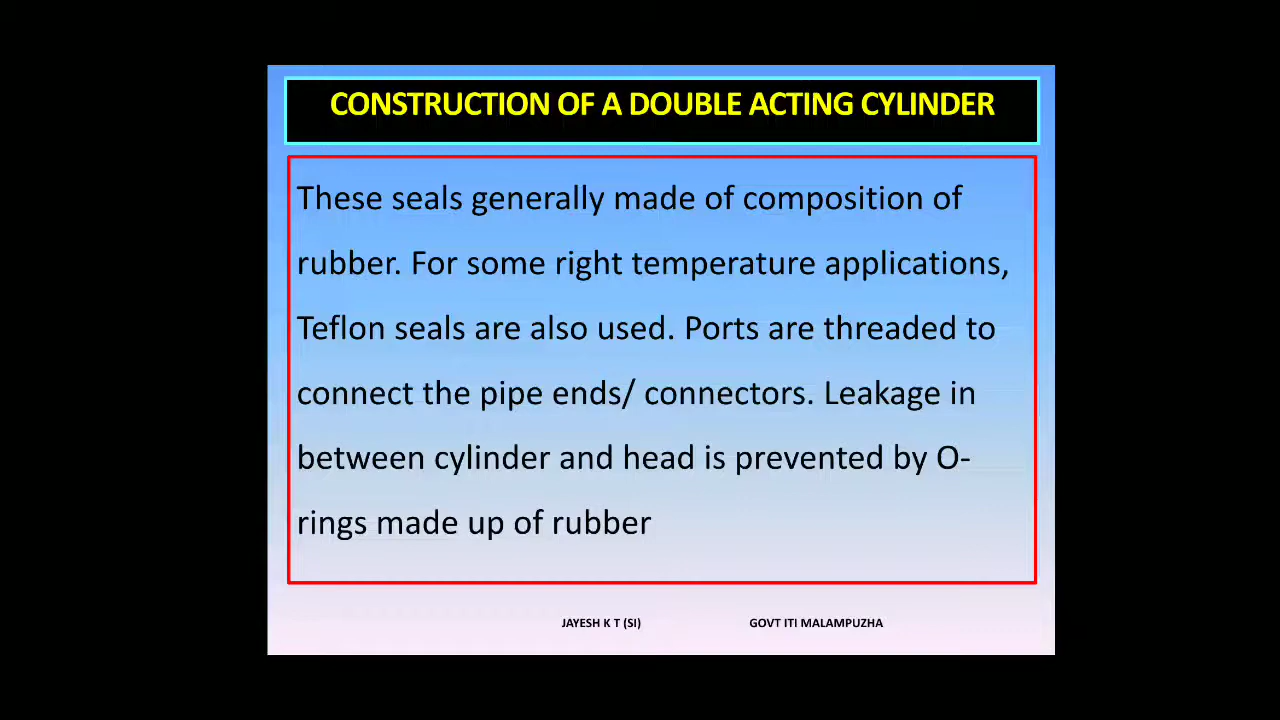 CONSTRUCTION OF A DOUBLE ACTING CYLINDER
These seals generally made of composition of
rubber. For some right temperature applications,
Teflon seals are also used. Ports are threaded to
connect the pipe ends/ connectors. Leakage in
between cylinder and head is prevented by O-
rings made up of rubber
JAYESH K T (SI) GOVT ITI MALAMPUZHA